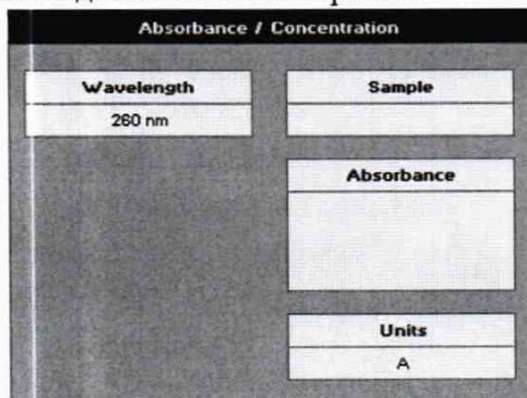 Absorbance / Concentration
Wavelength
260 nm
Sample
Absorbance
Units
A